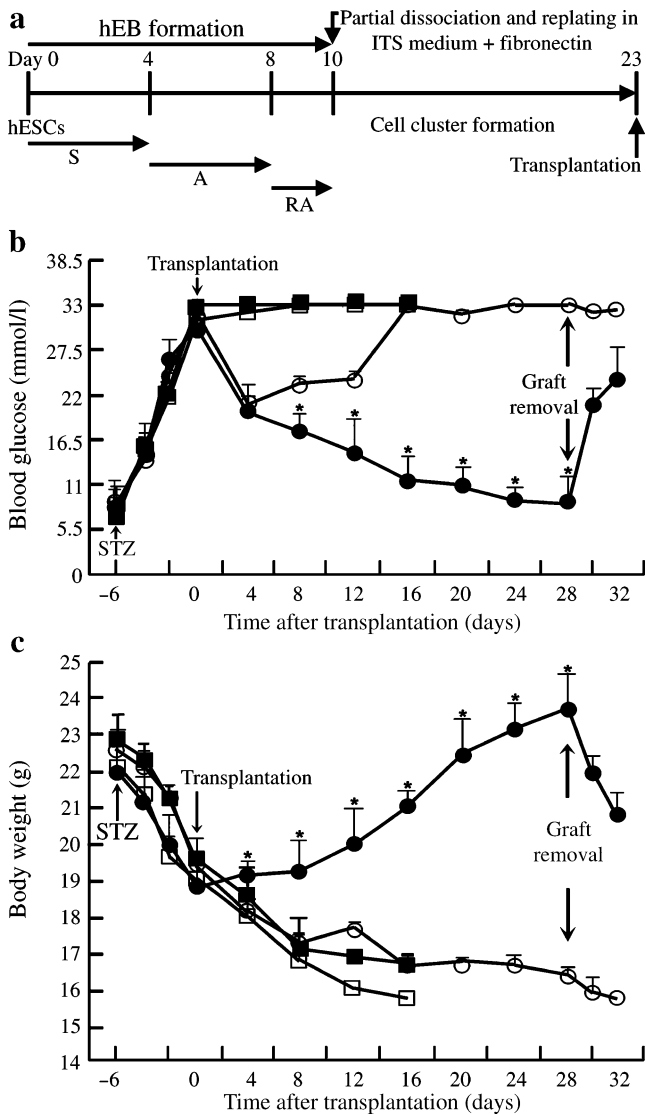 a
hEB formation
Partial dissociation and replating in
ITS medium + fibronectin
Day 0 4 8 10 23
hESCs
S
A
RA
Cell cluster formation
Transplantation
b
Blood glucose (mmol/l)
38.5
33
27.5
22
16.5
11
5.5
0
Transplantation
STZ
Graft
removal
* * * * * *
-6 0 4 8 12 16 20 24 28 32
Time after transplantation (days)
c
Body weight (g)
25
24
23
22
21
20
19
18
17
16
15
14
Transplantation
STZ
Graft
removal
* * * * * * *
-6 0 4 8 12 16 20 24 28 32
Time after transplantation (days)